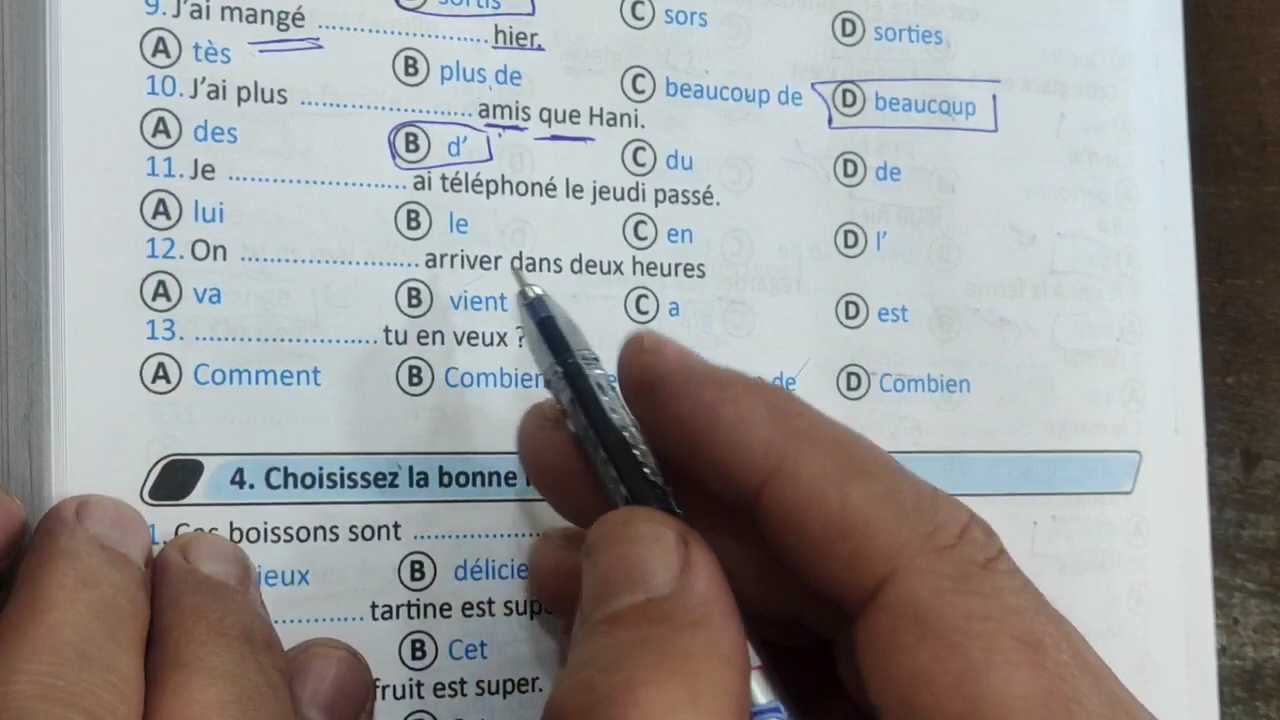 9. J'ai mangé ........................ hier.
C sors
D sorties
A tès
B plus de
C beaucoup de
D beaucoup
10. J'ai plus ........................ amis que Hani.
A des
B d'
C du
D de
11. Je ........................ ai téléphoné le jeudi passé.
A lui
B le
C en
D l'
12. On ........................ arriver dans deux heures
A va
B vient
C a
D est
13. ........................ tu en veux ?
A Comment
B Combien
de
D Combien
4. Choisissez la bonne
1. Ces boissons sont ................
B
........... tartine est
B Cet
fruit est super.